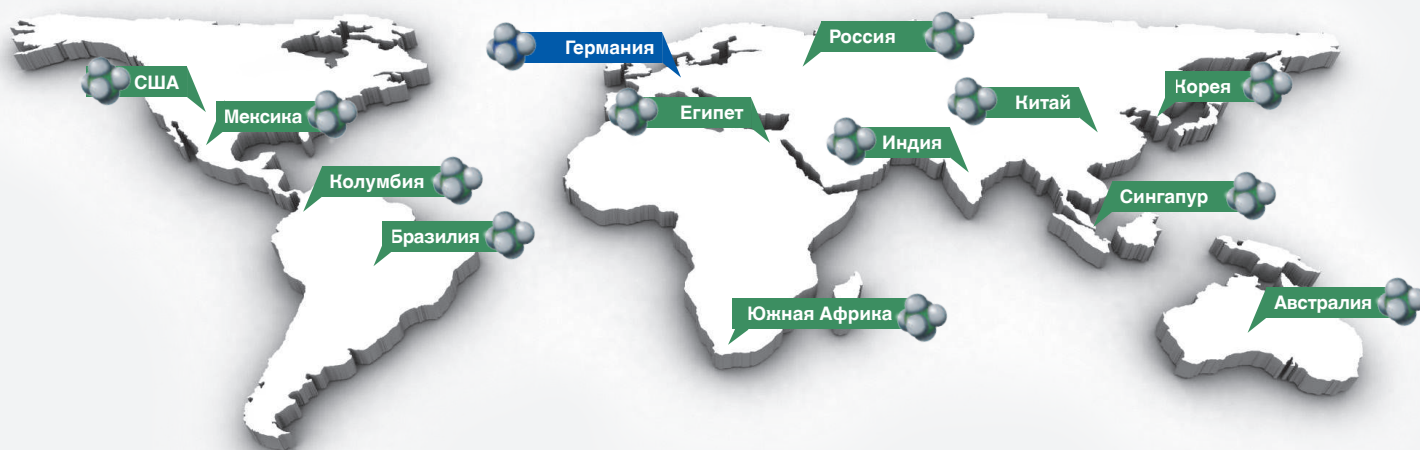 Россия
Германия
США
Корея
Китай
Мексика
Египет
Индия
Колумбия
Сингапур
Бразилия
Австралия
Южная Африка